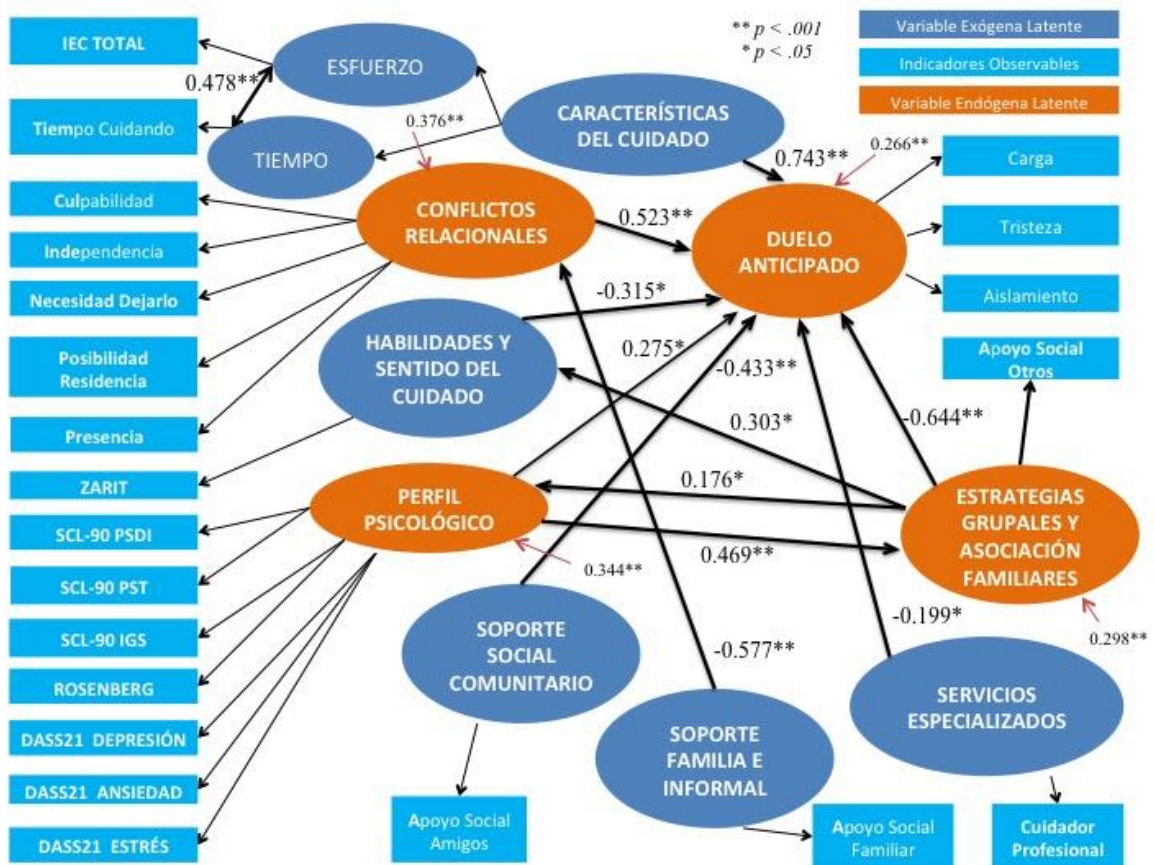 IEC TOTAL
Tiempo Cuidando
Culpabilidad
Independencia
Necesidad Dejarlo
Posibilidad
Residencia
Presencia
ZARIT
SCL-90 PSDI
SCL-90 PST
SCL-90 IGS
ROSENBERG
DASS21 DEPRESIÓN
DASS21 ANSIEDAD
DASS21 ESTRÉS
0.478**
ESFUERZO
TIEMPO
0.376**
CARACTERÍSTICAS
DEL CUIDADO
** p < .001
* p < .05
Variable Exógena Latente
Indicadores Observables
Variable Endógena Latente
0.743**
0.266**
CONFLICTOS
RELACIONALES
0.523**
DUELO
ANTICIPADO
Carga
Tristeza
Aislamiento
-0.315*
HABILIDADES Y
SENTIDO DEL
CUIDADO
0.275*
-0.433**
Apoyo Social
Otros
0.303*
-0.644**
PERFIL
PSICOLÓGICO
0.176*
0.469**
0.344**
ESTRATEGIAS
GRUPALES Y
ASOCIACIÓN
FAMILIARES
0.298**
SOPORTE
SOCIAL
COMUNITARIO
-0.577**
-0.199*
SOPORTE
FAMILIA E
INFORMAL
SERVICIOS
ESPECIALIZADOS
Apoyo Social
Amigos
Apoyo Social
Familiar
Cuidador
Profesional